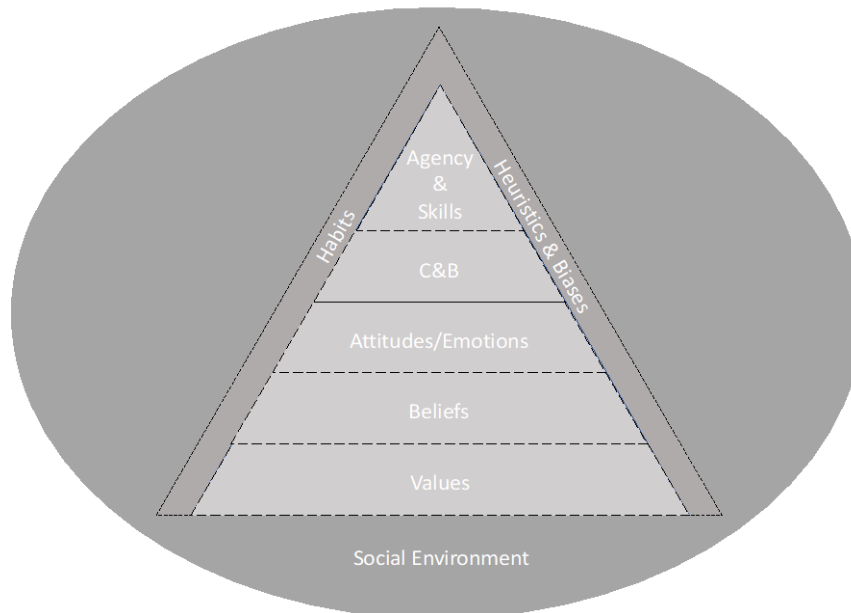 Agency
&
Skills
Habits
Heuristics & Biases
C&B
Attitudes/Emotions
Beliefs
Values
Social Environment